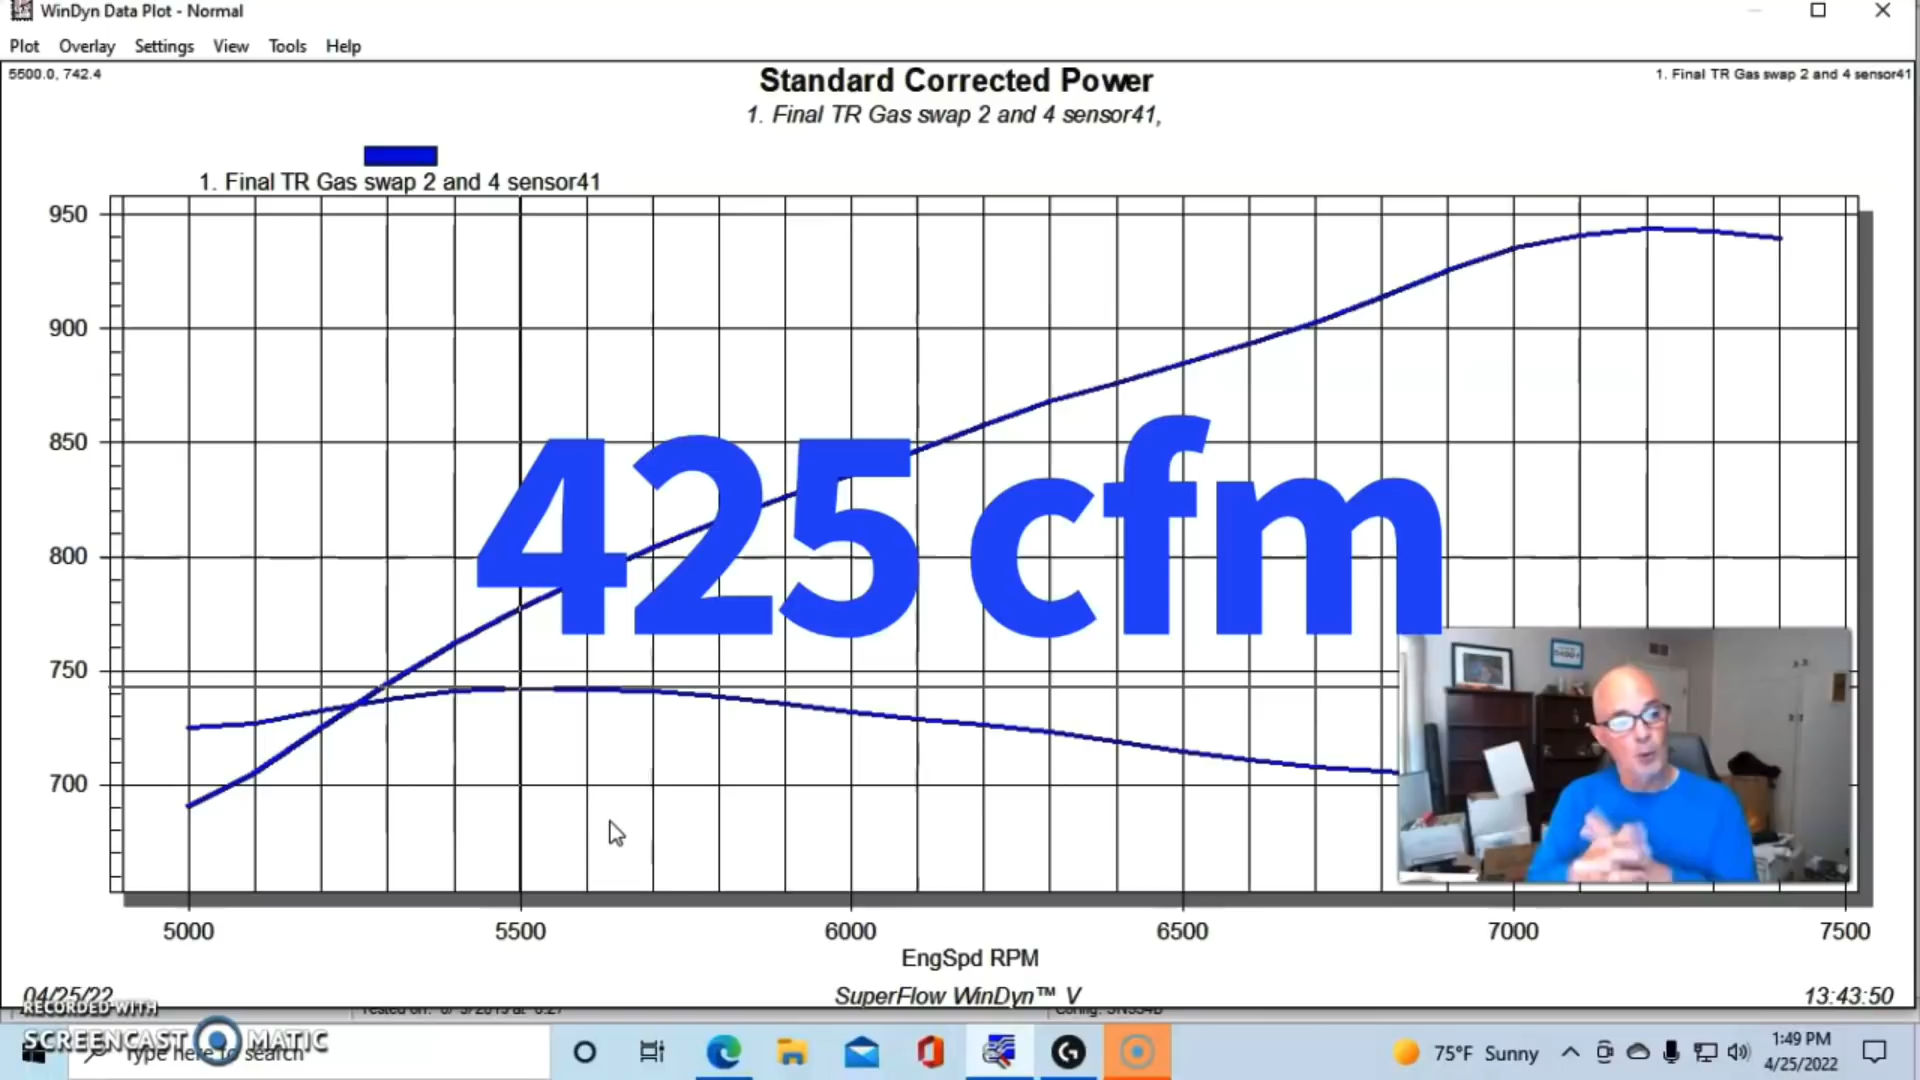 WinDyn Data Plot - Normal
Plot Overlay Settings View Tools Help
5500.0, 742.4
Standard Corrected Power
1. Final TR Gas swap 2 and 4 sensor41
1. Final TR Gas swap 2 and 4 sensor41,
1. Final TR Gas swap 2 and 4 sensor41
950
900
850
800
750
700
425 cfm
5000 5500 6000 6500 7000 7500
EngSpd RPM
04/25/22
SuperFlow WinDyn™ V
13:43:50
RECORDED WITH
SCREENCAST MATIC
Type here to search
75°F Sunny
1:49 PM
4/25/2022